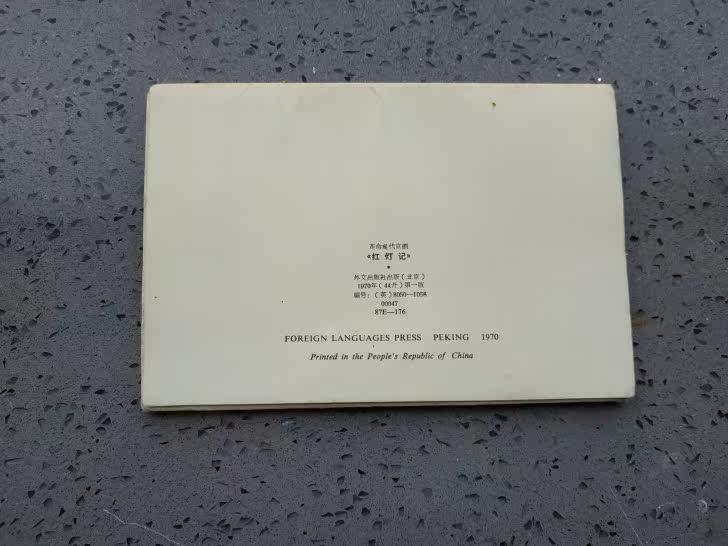 革命现代京剧
《红灯记》
外文出版社出版(北京)
1970年(44开)第一版
编号:(英)8050—1058
00047
87E—176
FOREIGN LANGUAGES PRESS PEKING 1970
Printed in the People's Republic of China